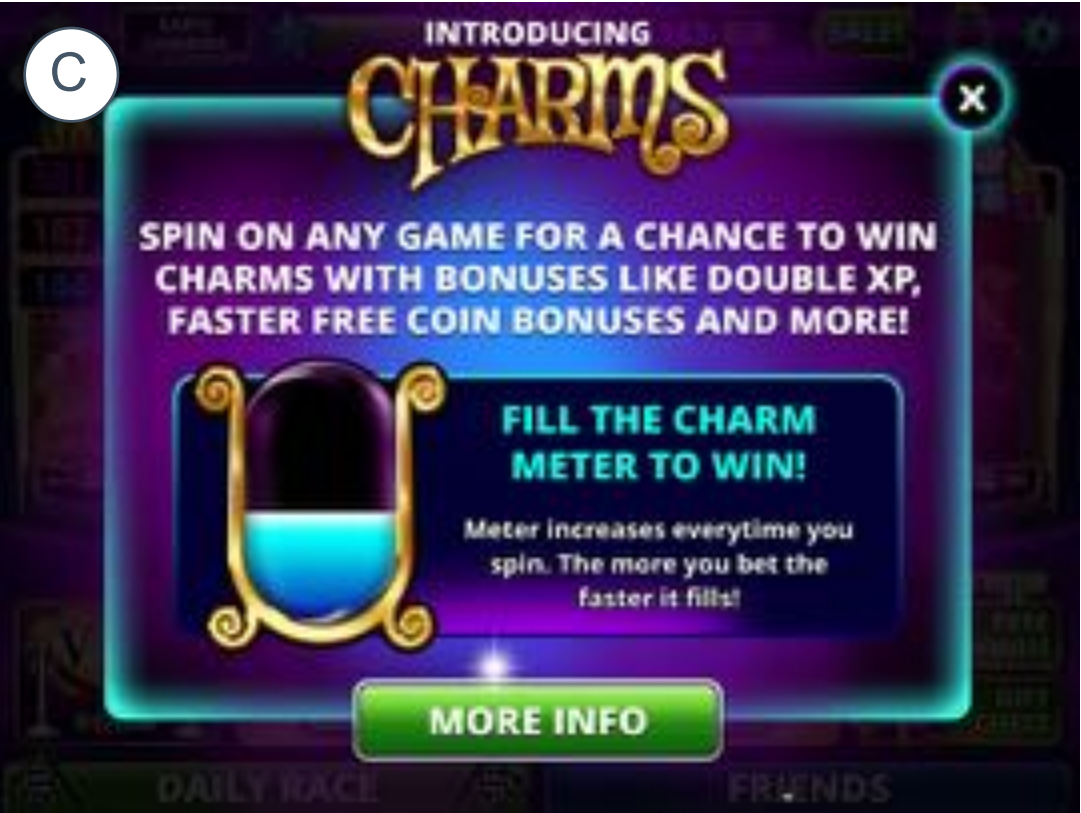 C
INTRODUCING
CHARMS
X
SPIN ON ANY GAME FOR A CHANCE TO WIN
CHARMS WITH BONUSES LIKE DOUBLE XP,
FASTER FREE COIN BONUSES AND MORE!
FILL THE CHARM
METER TO WIN!
Meter increases everytime you
spin. The more you bet the
faster it fills!
MORE INFO
DAILY RACE
FRIENDS